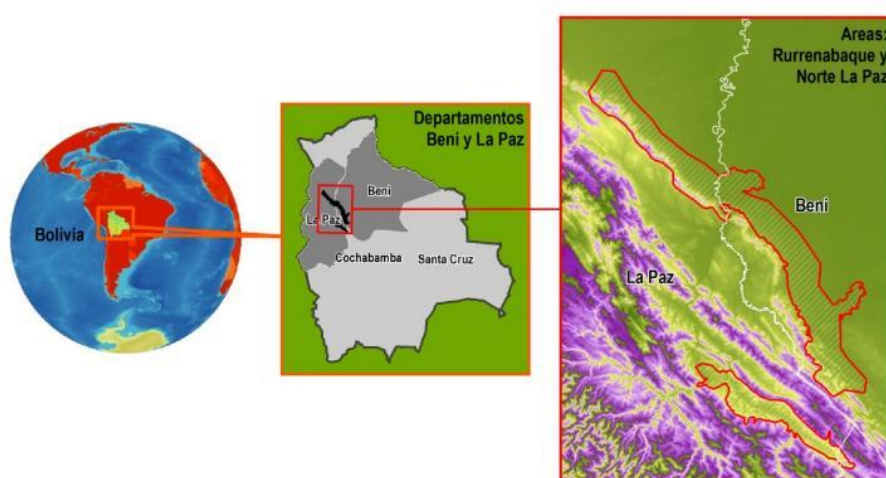 Bolivia
Departamentos
Beni y La Paz
Beni
La Paz
Cochabamba
Santa Cruz
Areas:
Rurrenabaque y
Norte La Paz
Beni
La Paz